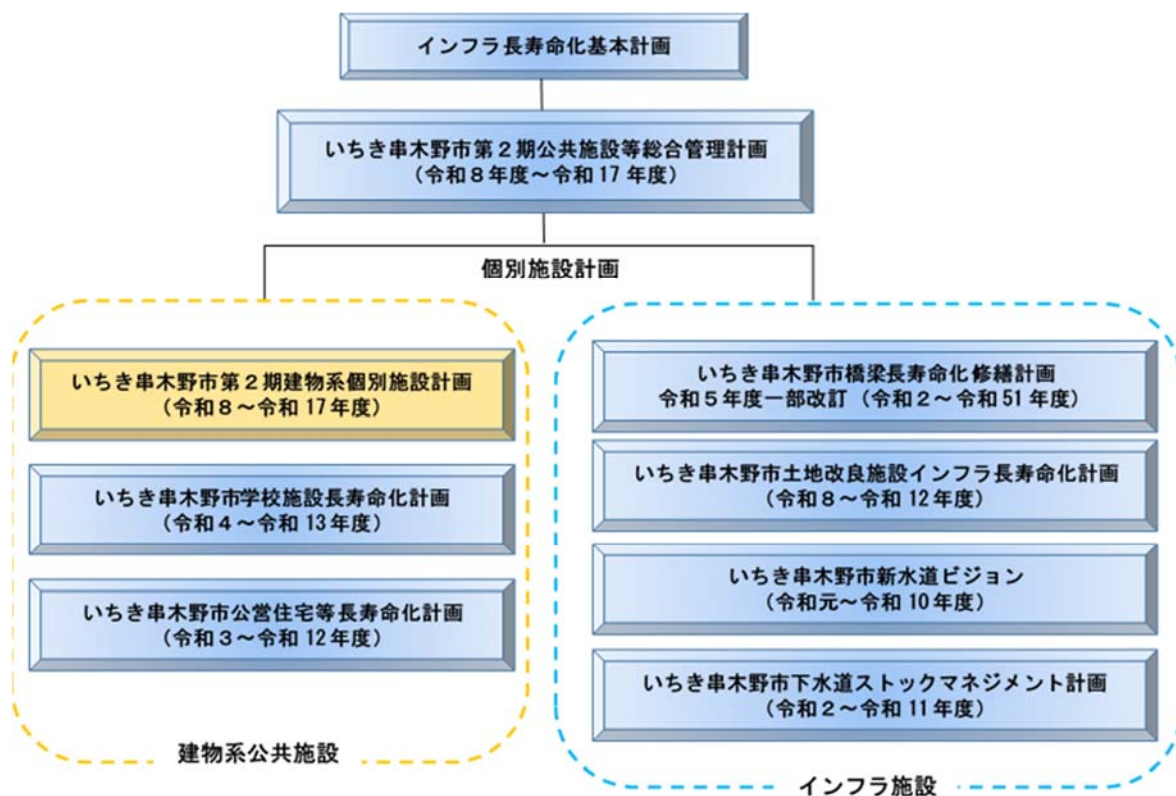 インフラ長寿命化基本計画
いちき串木野市第２期公共施設等総合管理計画
（令和８年度～令和 17 年度）
個別施設計画
いちき串木野市第２期建物系個別施設計画
（令和８～令和 17 年度）
いちき串木野市学校施設長寿命化計画
（令和４～令和 13 年度）
いちき串木野市公営住宅等長寿命化計画
（令和３～令和 12 年度）
建物系公共施設
いちき串木野市橋梁長寿命化修繕計画
令和５年度一部改訂（令和２～令和 51 年度）
いちき串木野市土地改良施設インフラ長寿命化計画
（令和８～令和 12 年度）
いちき串木野市新水道ビジョン
（令和元～令和 10 年度）
いちき串木野市下水道ストックマネジメント計画
（令和２～令和 11 年度）
インフラ施設